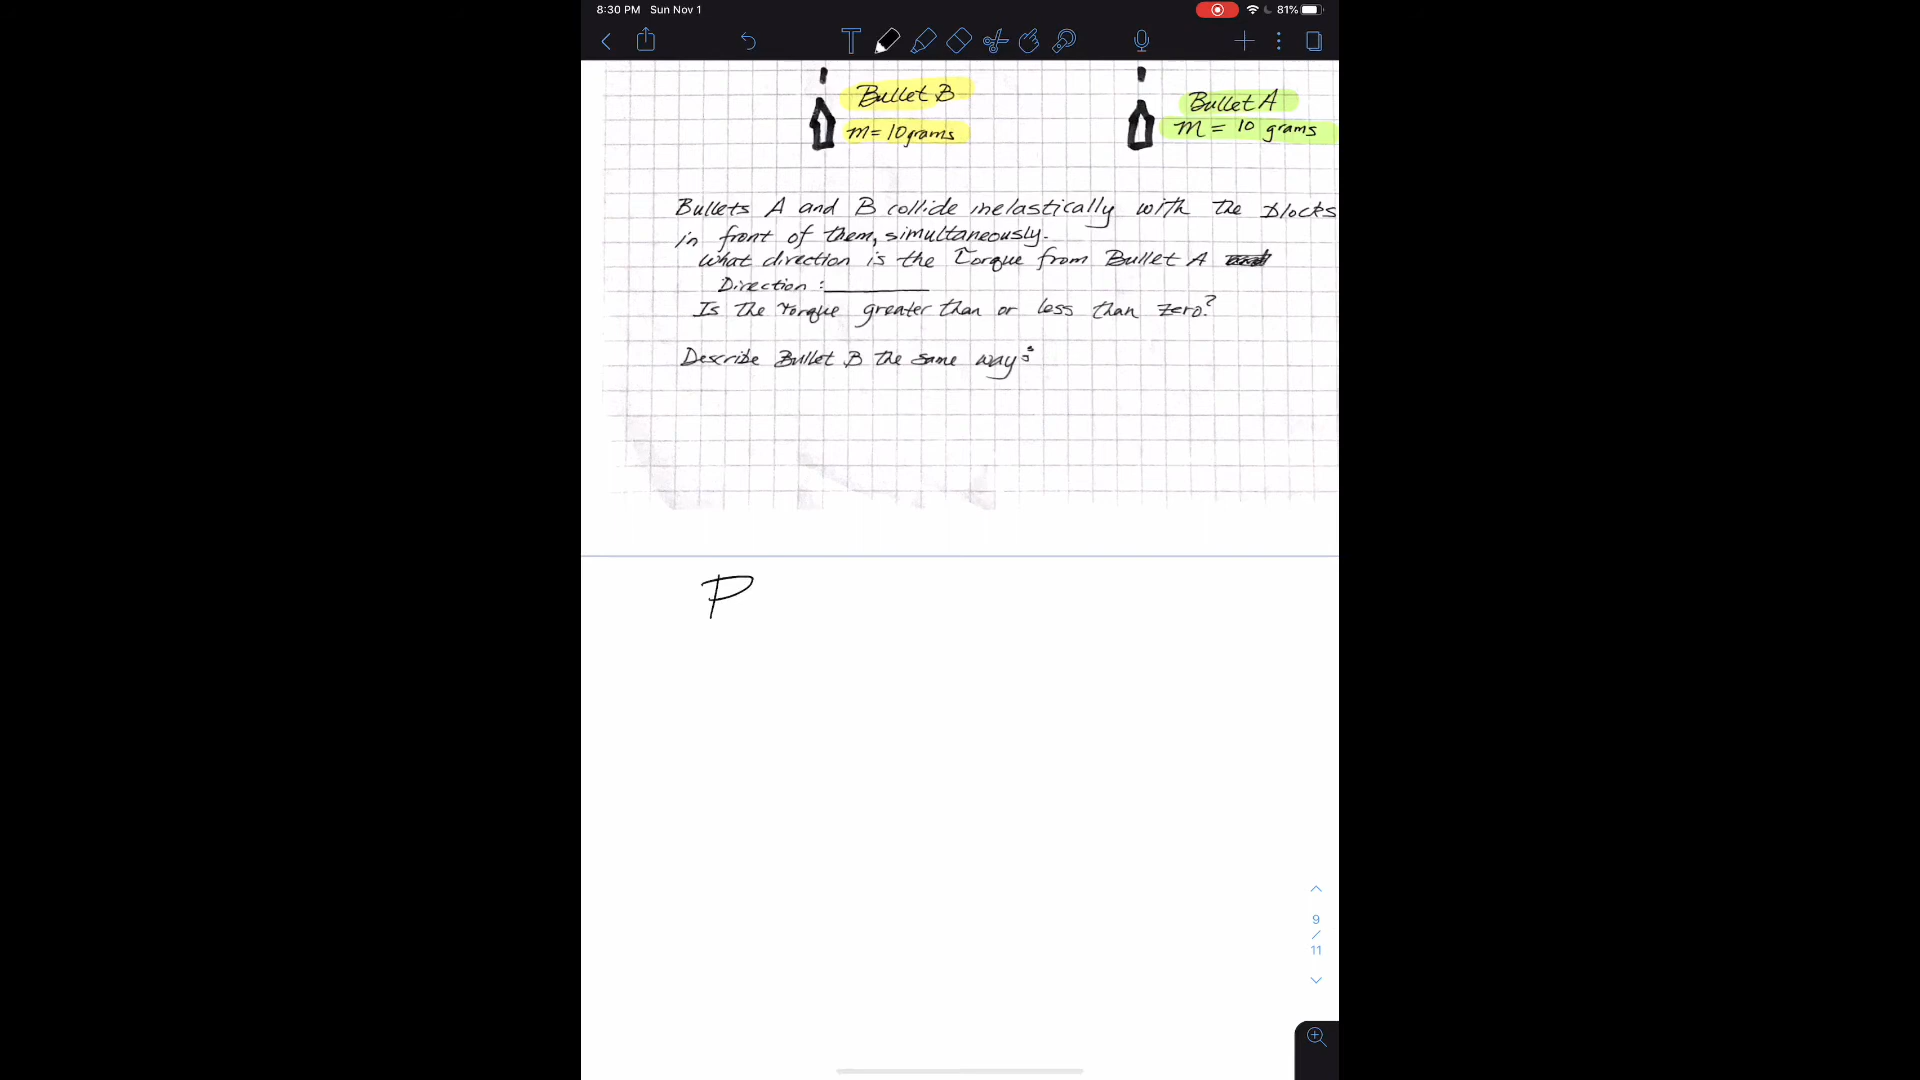 8:30 PM Sun Nov 1 81%
Bullet B
m = 10 grams
Bullet A
m = 10 grams
Bullets A and B collide inelastically with the blocks
in front of them, simultaneously.
What direction is the Torque from Bullet A
Direction : ________
Is the torque greater than or less than zero?
Describe Bullet B the same way:
P
9
/
11